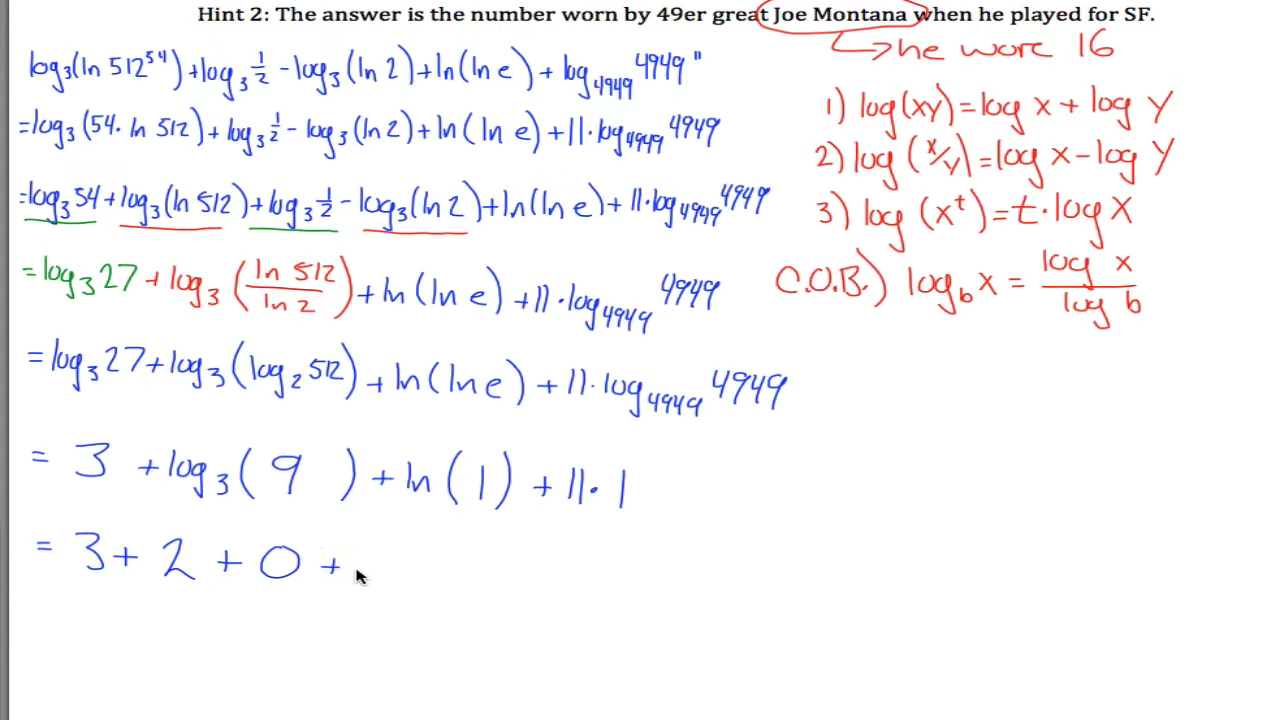 Hint 2: The answer is the number worn by 49er great Joe Montana when he played for SF.
he wore 16
log₃(ln 512⁵⁴) + log₃ ½ - log₃(ln 2) + ln(ln e) + log₄₉₄₉ 4949¹¹
= log₃(54· ln 512) + log₃ ½ - log₃(ln 2) + ln(ln e) + 11·log₄₉₄₉ 4949
= log₃ 54 + log₃(ln 512) + log₃ ½ - log₃(ln 2) + ln(ln e) + 11·log₄₉₄₉ 4949
= log₃ 27 + log₃ (ln 512 / ln 2) + ln(ln e) + 11·log₄₉₄₉ 4949
= log₃ 27 + log₃(log₂ 512) + ln(ln e) + 11·log₄₉₄₉ 4949
= 3 + log₃(9) + ln(1) + 11·1
= 3 + 2 + 0 +
1) log(xy) = log x + log y
2) log(x/y) = log x - log y
3) log(xᵗ) = t·log x
C.O.B.) log_b x = log x / log b